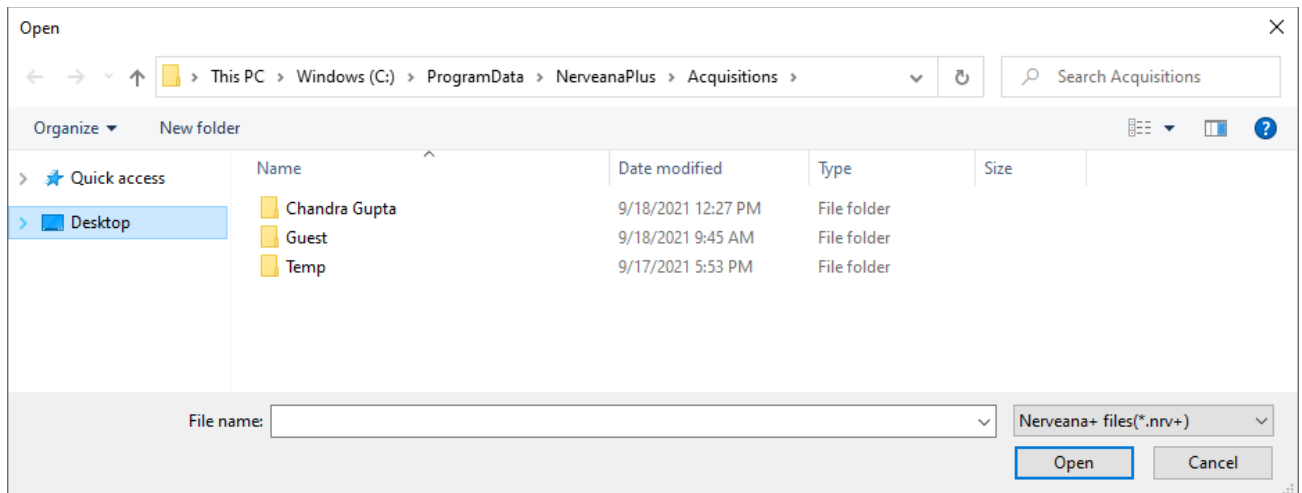 Open
This PC > Windows (C:) > ProgramData > NerveanaPlus > Acquisitions > Search Acquisitions
Organize New folder ?
Name Date modified Type Size
Quick access
Desktop
Chandra Gupta 9/18/2021 12:27 PM File folder
Guest 9/18/2021 9:45 AM File folder
Temp 9/17/2021 5:53 PM File folder
File name: Nerveana+ files(*.nrv+)
Open Cancel